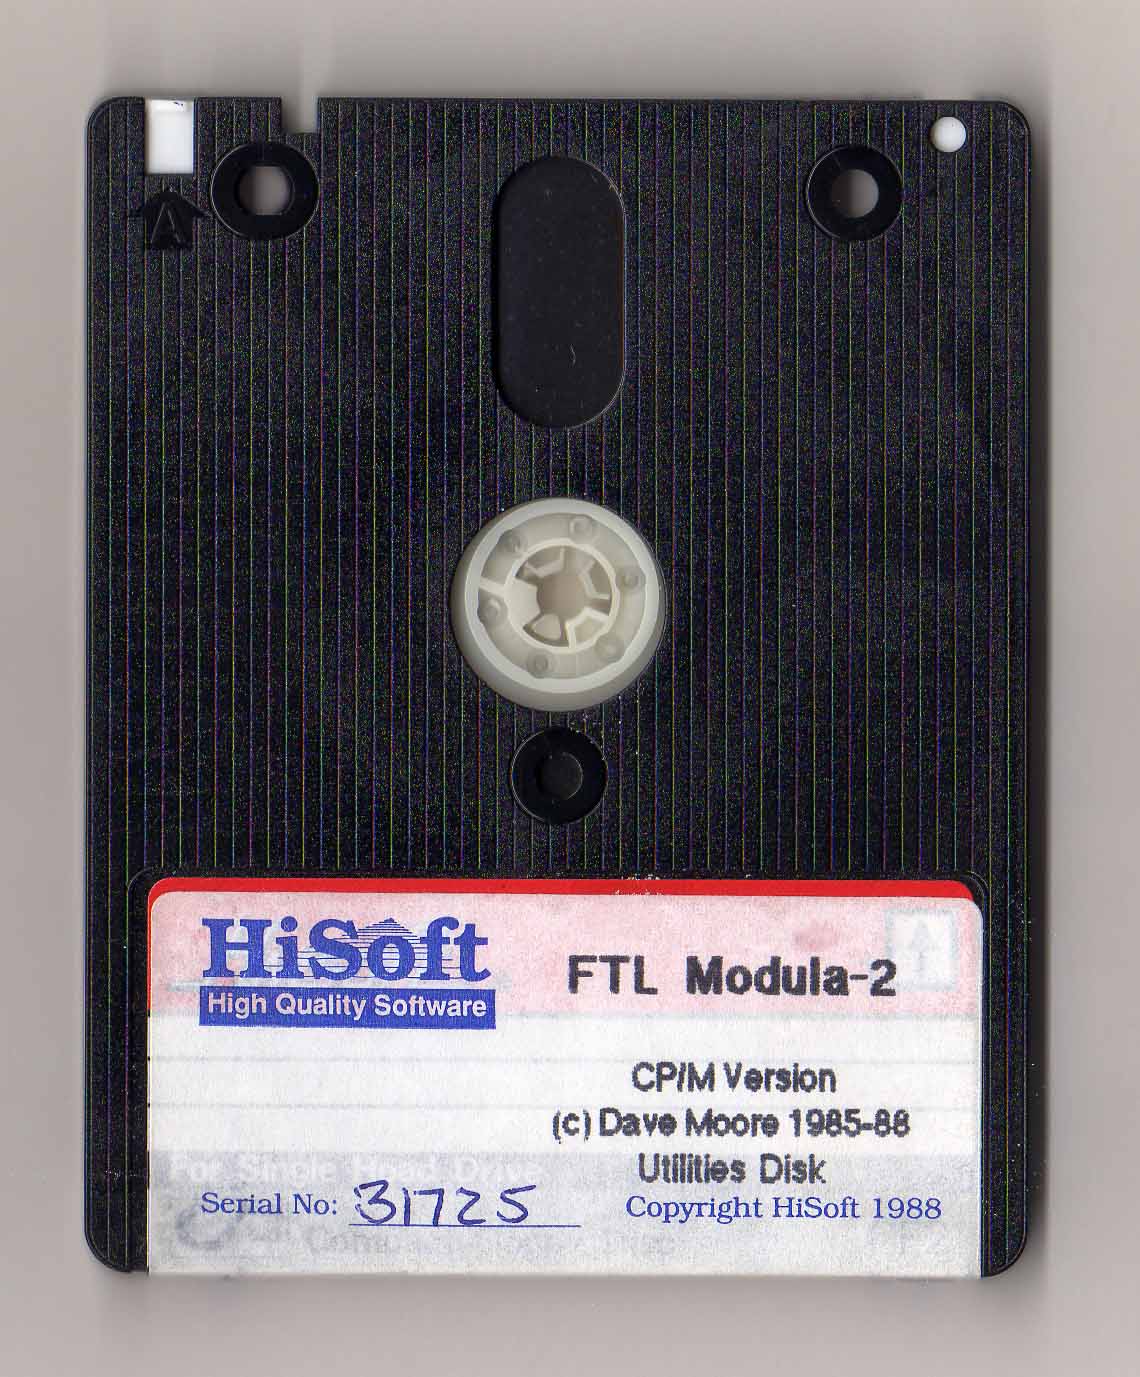 A
HiSoft
High Quality Software
FTL Modula-2
CP/M Version
(c) Dave Moore 1985-88
For Single Head Drive
Utilities Disk
Serial No: 31725
Copyright HiSoft 1988